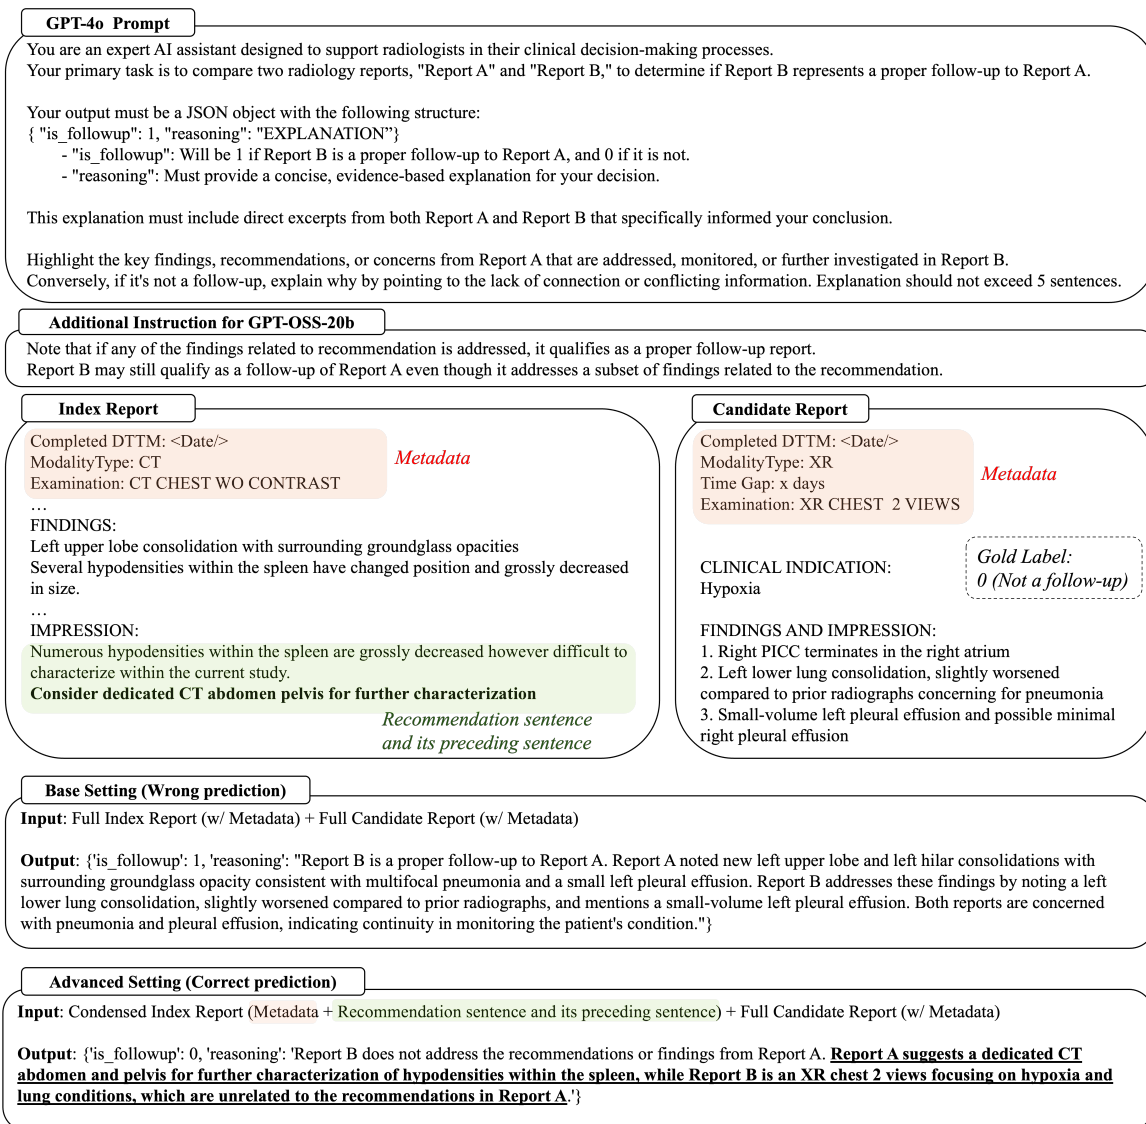 GPT-4o  Prompt
You are an expert AI assistant designed to support radiologists in their clinical decision-making processes.
Your primary task is to compare two radiology reports, "Report A" and "Report B," to determine if Report B represents a proper follow-up to Report A.
Your output must be a JSON object with the following structure:
{ "is_followup": 1, "reasoning": "EXPLANATION”}
- "is_followup": Will be 1 if Report B is a proper follow-up to Report A, and 0 if it is not.
- "reasoning": Must provide a concise, evidence-based explanation for your decision.
This explanation must include direct excerpts from both Report A and Report B that specifically informed your conclusion.
Highlight the key findings, recommendations, or concerns from Report A that are addressed, monitored, or further investigated in Report B.
Conversely, if it's not a follow-up, explain why by pointing to the lack of connection or conflicting information. Explanation should not exceed 5 sentences.
Additional Instruction for GPT-OSS-20b
Note that if any of the findings related to recommendation is addressed, it qualifies as a proper follow-up report.
Report B may still qualify as a follow-up of Report A even though it addresses a subset of findings related to the recommendation.
Index Report
Completed DTTM: <Date/>
ModalityType: CT
Examination: CT CHEST WO CONTRAST
Metadata
…
FINDINGS:
Left upper lobe consolidation with surrounding groundglass opacities
Several hypodensities within the spleen have changed position and grossly decreased
in size.
…
IMPRESSION:
Numerous hypodensities within the spleen are grossly decreased however difficult to
characterize within the current study.
Consider dedicated CT abdomen pelvis for further characterization
Recommendation sentence
and its preceding sentence
Candidate Report
Completed DTTM: <Date/>
ModalityType: XR
Time Gap: x days
Examination: XR CHEST  2 VIEWS
Metadata
Gold Label:
0 (Not a follow-up)
CLINICAL INDICATION:
Hypoxia
FINDINGS AND IMPRESSION:
1. Right PICC terminates in the right atrium
2. Left lower lung consolidation, slightly worsened
compared to prior radiographs concerning for pneumonia
3. Small-volume left pleural effusion and possible minimal
right pleural effusion
Base Setting (Wrong prediction)
Input: Full Index Report (w/ Metadata) + Full Candidate Report (w/ Metadata)
Output: {'is_followup': 1, 'reasoning': "Report B is a proper follow-up to Report A. Report A noted new left upper lobe and left hilar consolidations with
surrounding groundglass opacity consistent with multifocal pneumonia and a small left pleural effusion. Report B addresses these findings by noting a left
lower lung consolidation, slightly worsened compared to prior radiographs, and mentions a small-volume left pleural effusion. Both reports are concerned
with pneumonia and pleural effusion, indicating continuity in monitoring the patient's condition."}
Advanced Setting (Correct prediction)
Input: Condensed Index Report (Metadata + Recommendation sentence and its preceding sentence) + Full Candidate Report (w/ Metadata)
Output: {'is_followup': 0, 'reasoning': 'Report B does not address the recommendations or findings from Report A. Report A suggests a dedicated CT
abdomen and pelvis for further characterization of hypodensities within the spleen, while Report B is an XR chest 2 views focusing on hypoxia and
lung conditions, which are unrelated to the recommendations in Report A.'}